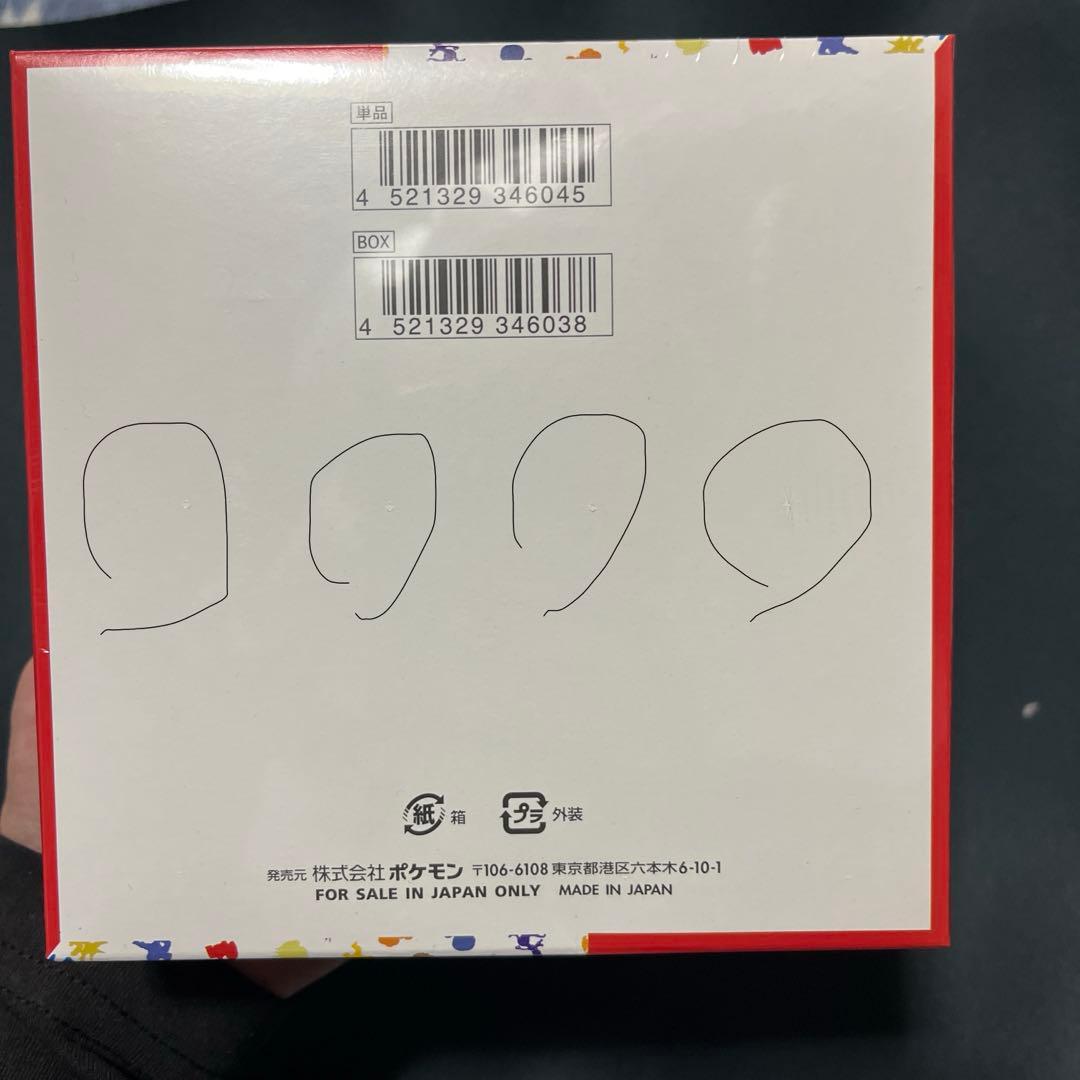 単品
4 521329 346045
BOX
4 521329 346038
紙 箱 プラ 外装
発売元 株式会社 ポケモン 〒106-6108 東京都港区六本木6-10-1
FOR SALE IN JAPAN ONLY MADE IN JAPAN